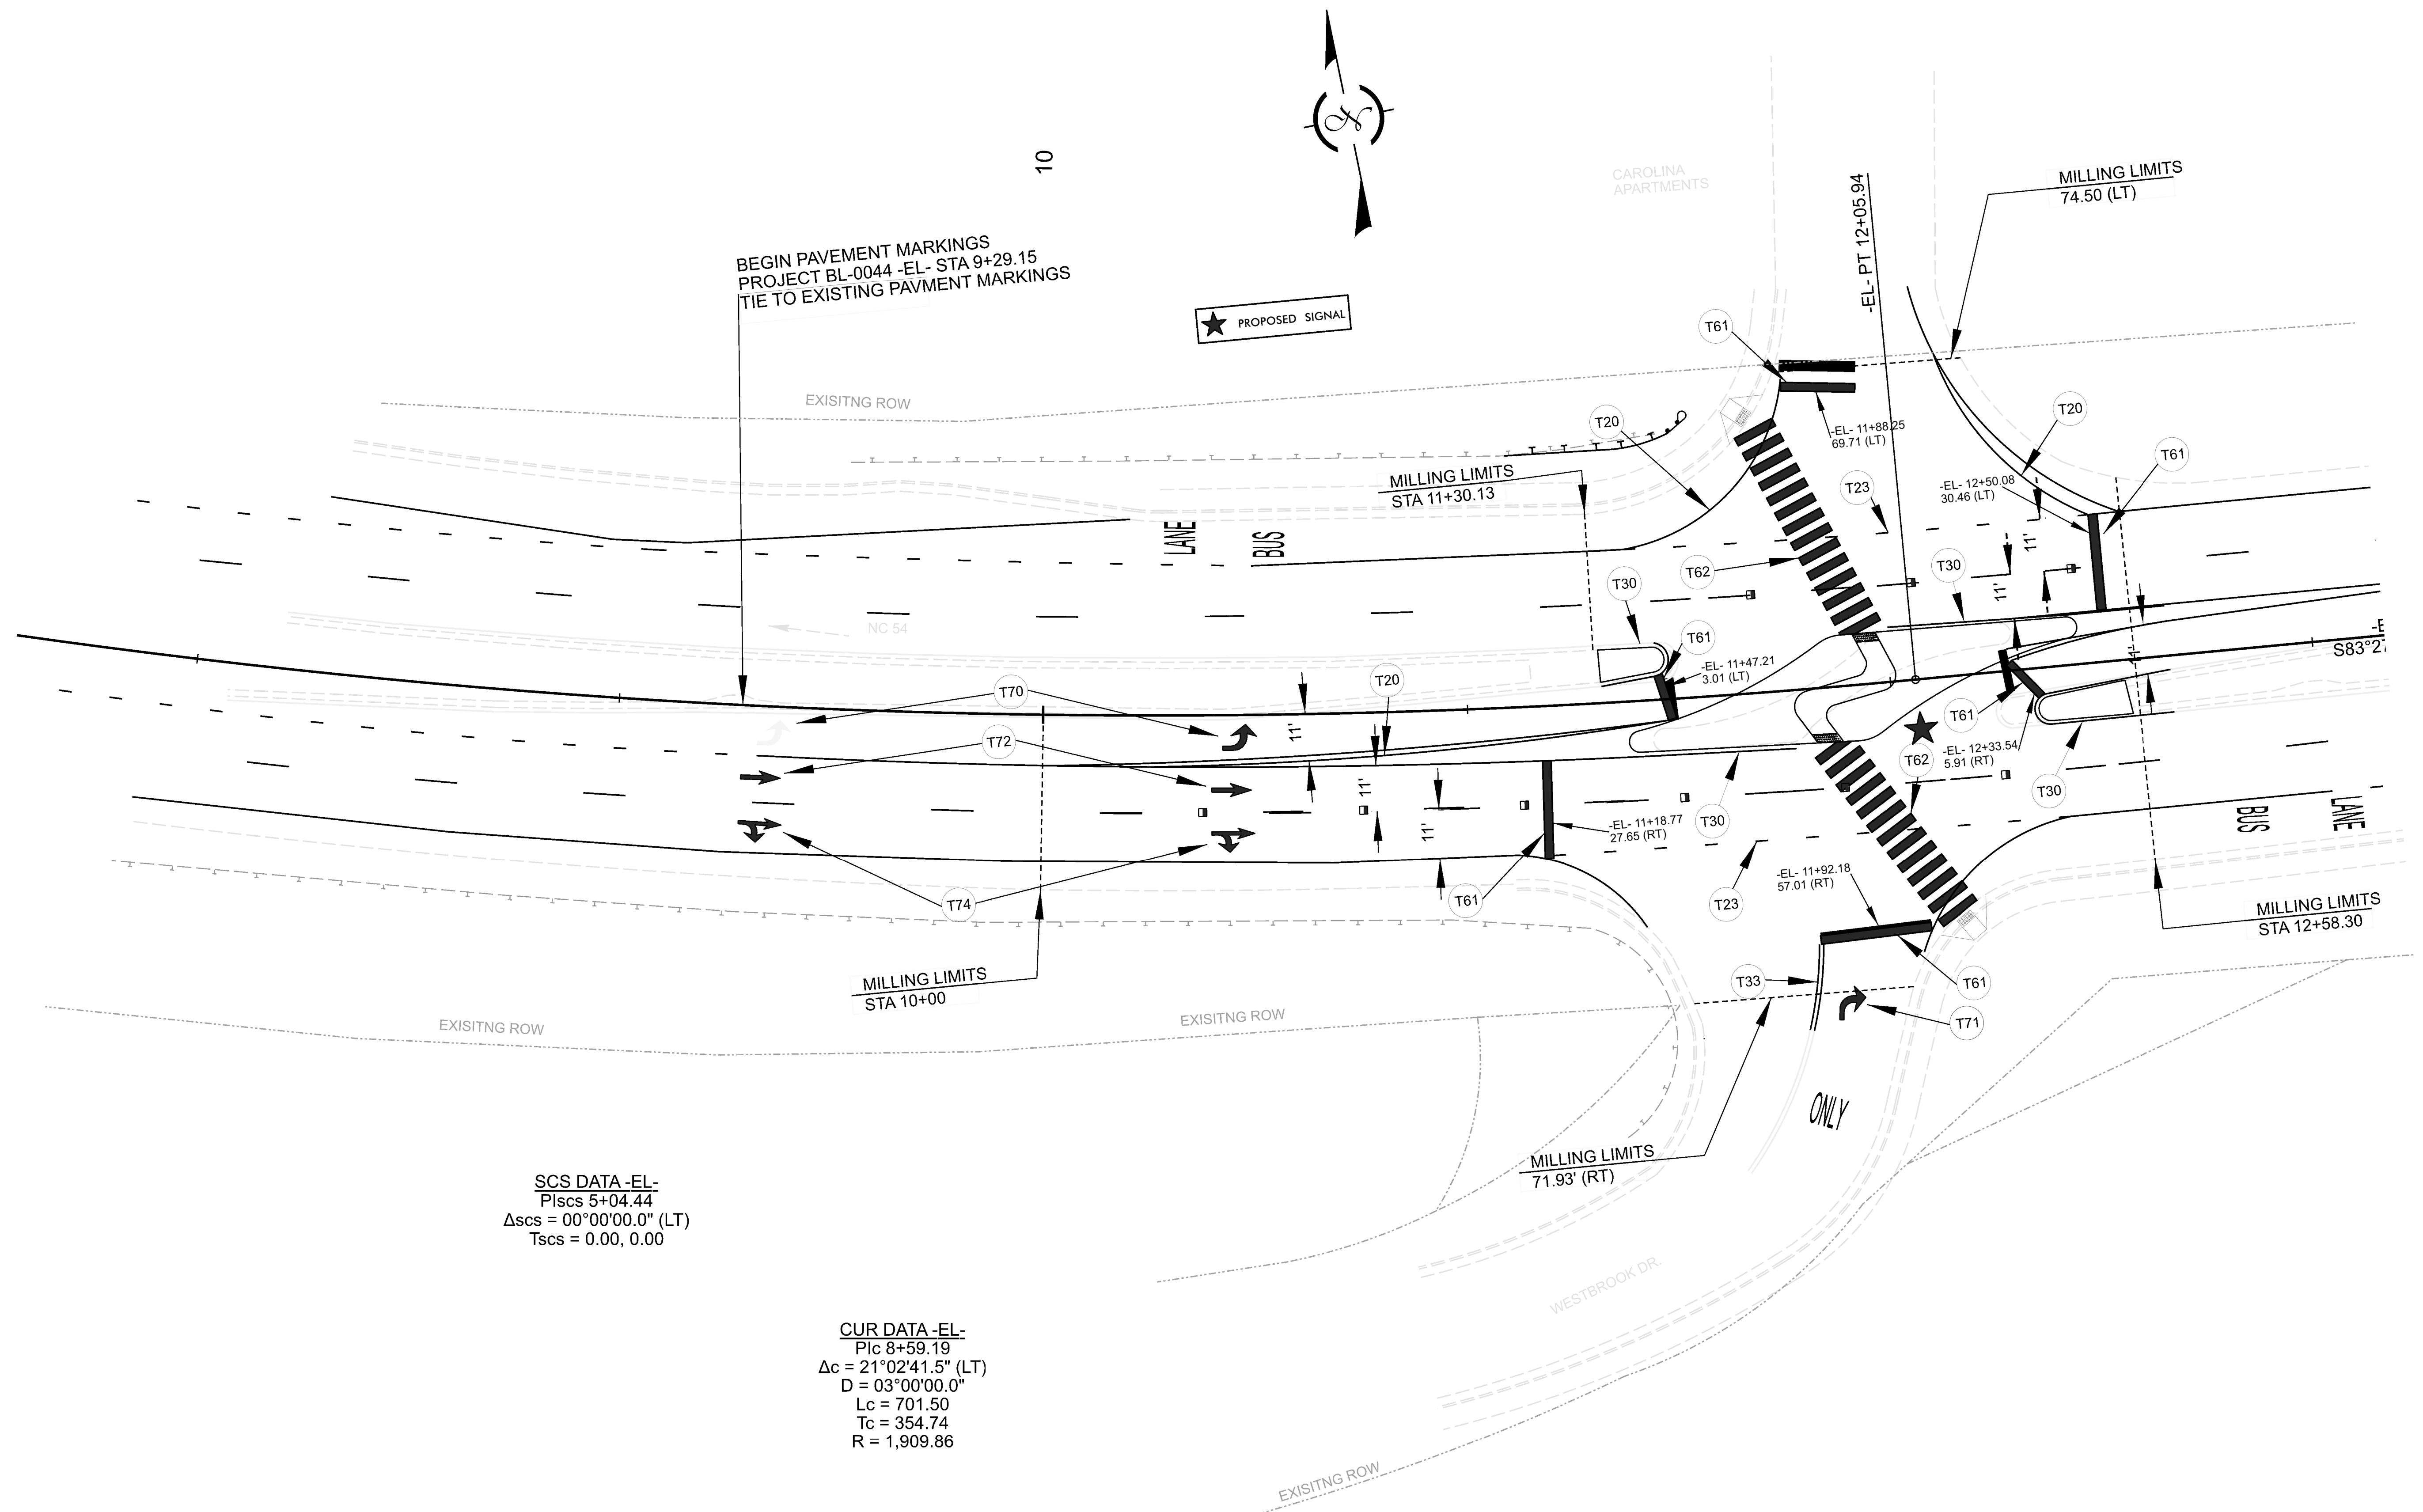 10
CAROLINA
APARTMENTS
MILLING LIMITS
74.50 (LT)
-EL- PT 12+05.94
BEGIN PAVEMENT MARKINGS
PROJECT BL-0044 -EL- STA 9+29.15
TIE TO EXISTING PAVMENT MARKINGS
PROPOSED SIGNAL
T61
EXISITNG ROW
T20
T20
-EL- 11+88.25
69.71 (LT)
T61
MILLING LIMITS
STA 11+30.13
T23
-EL- 12+50.08
30.46 (LT)
LANE
BUS
11'
T62
T30
T30
11'
NC 54
T61
-EL- 11+47.21
3.01 (LT)
11'
S83°27
T70
T20
T72
11'
T61
-EL- 12+33.54
5.91 (RT)
T62
T30
11'
T30
BUS
LANE
-EL- 11+18.77
27.65 (RT)
11'
-EL- 11+92.18
57.01 (RT)
T74
T61
T23
MILLING LIMITS
STA 12+58.30
MILLING LIMITS
STA 10+00
T33
T61
T71
EXISITNG ROW
EXISITNG ROW
ONLY
MILLING LIMITS
71.93' (RT)
SCS DATA -EL-
PIscs 5+04.44
Δscs = 00°00'00.0" (LT)
Tscs = 0.00, 0.00
WESTBROOK DR.
CUR DATA -EL-
PIc 8+59.19
Δc = 21°02'41.5" (LT)
D = 03°00'00.0"
Lc = 701.50
Tc = 354.74
R = 1,909.86
EXISITNG ROW